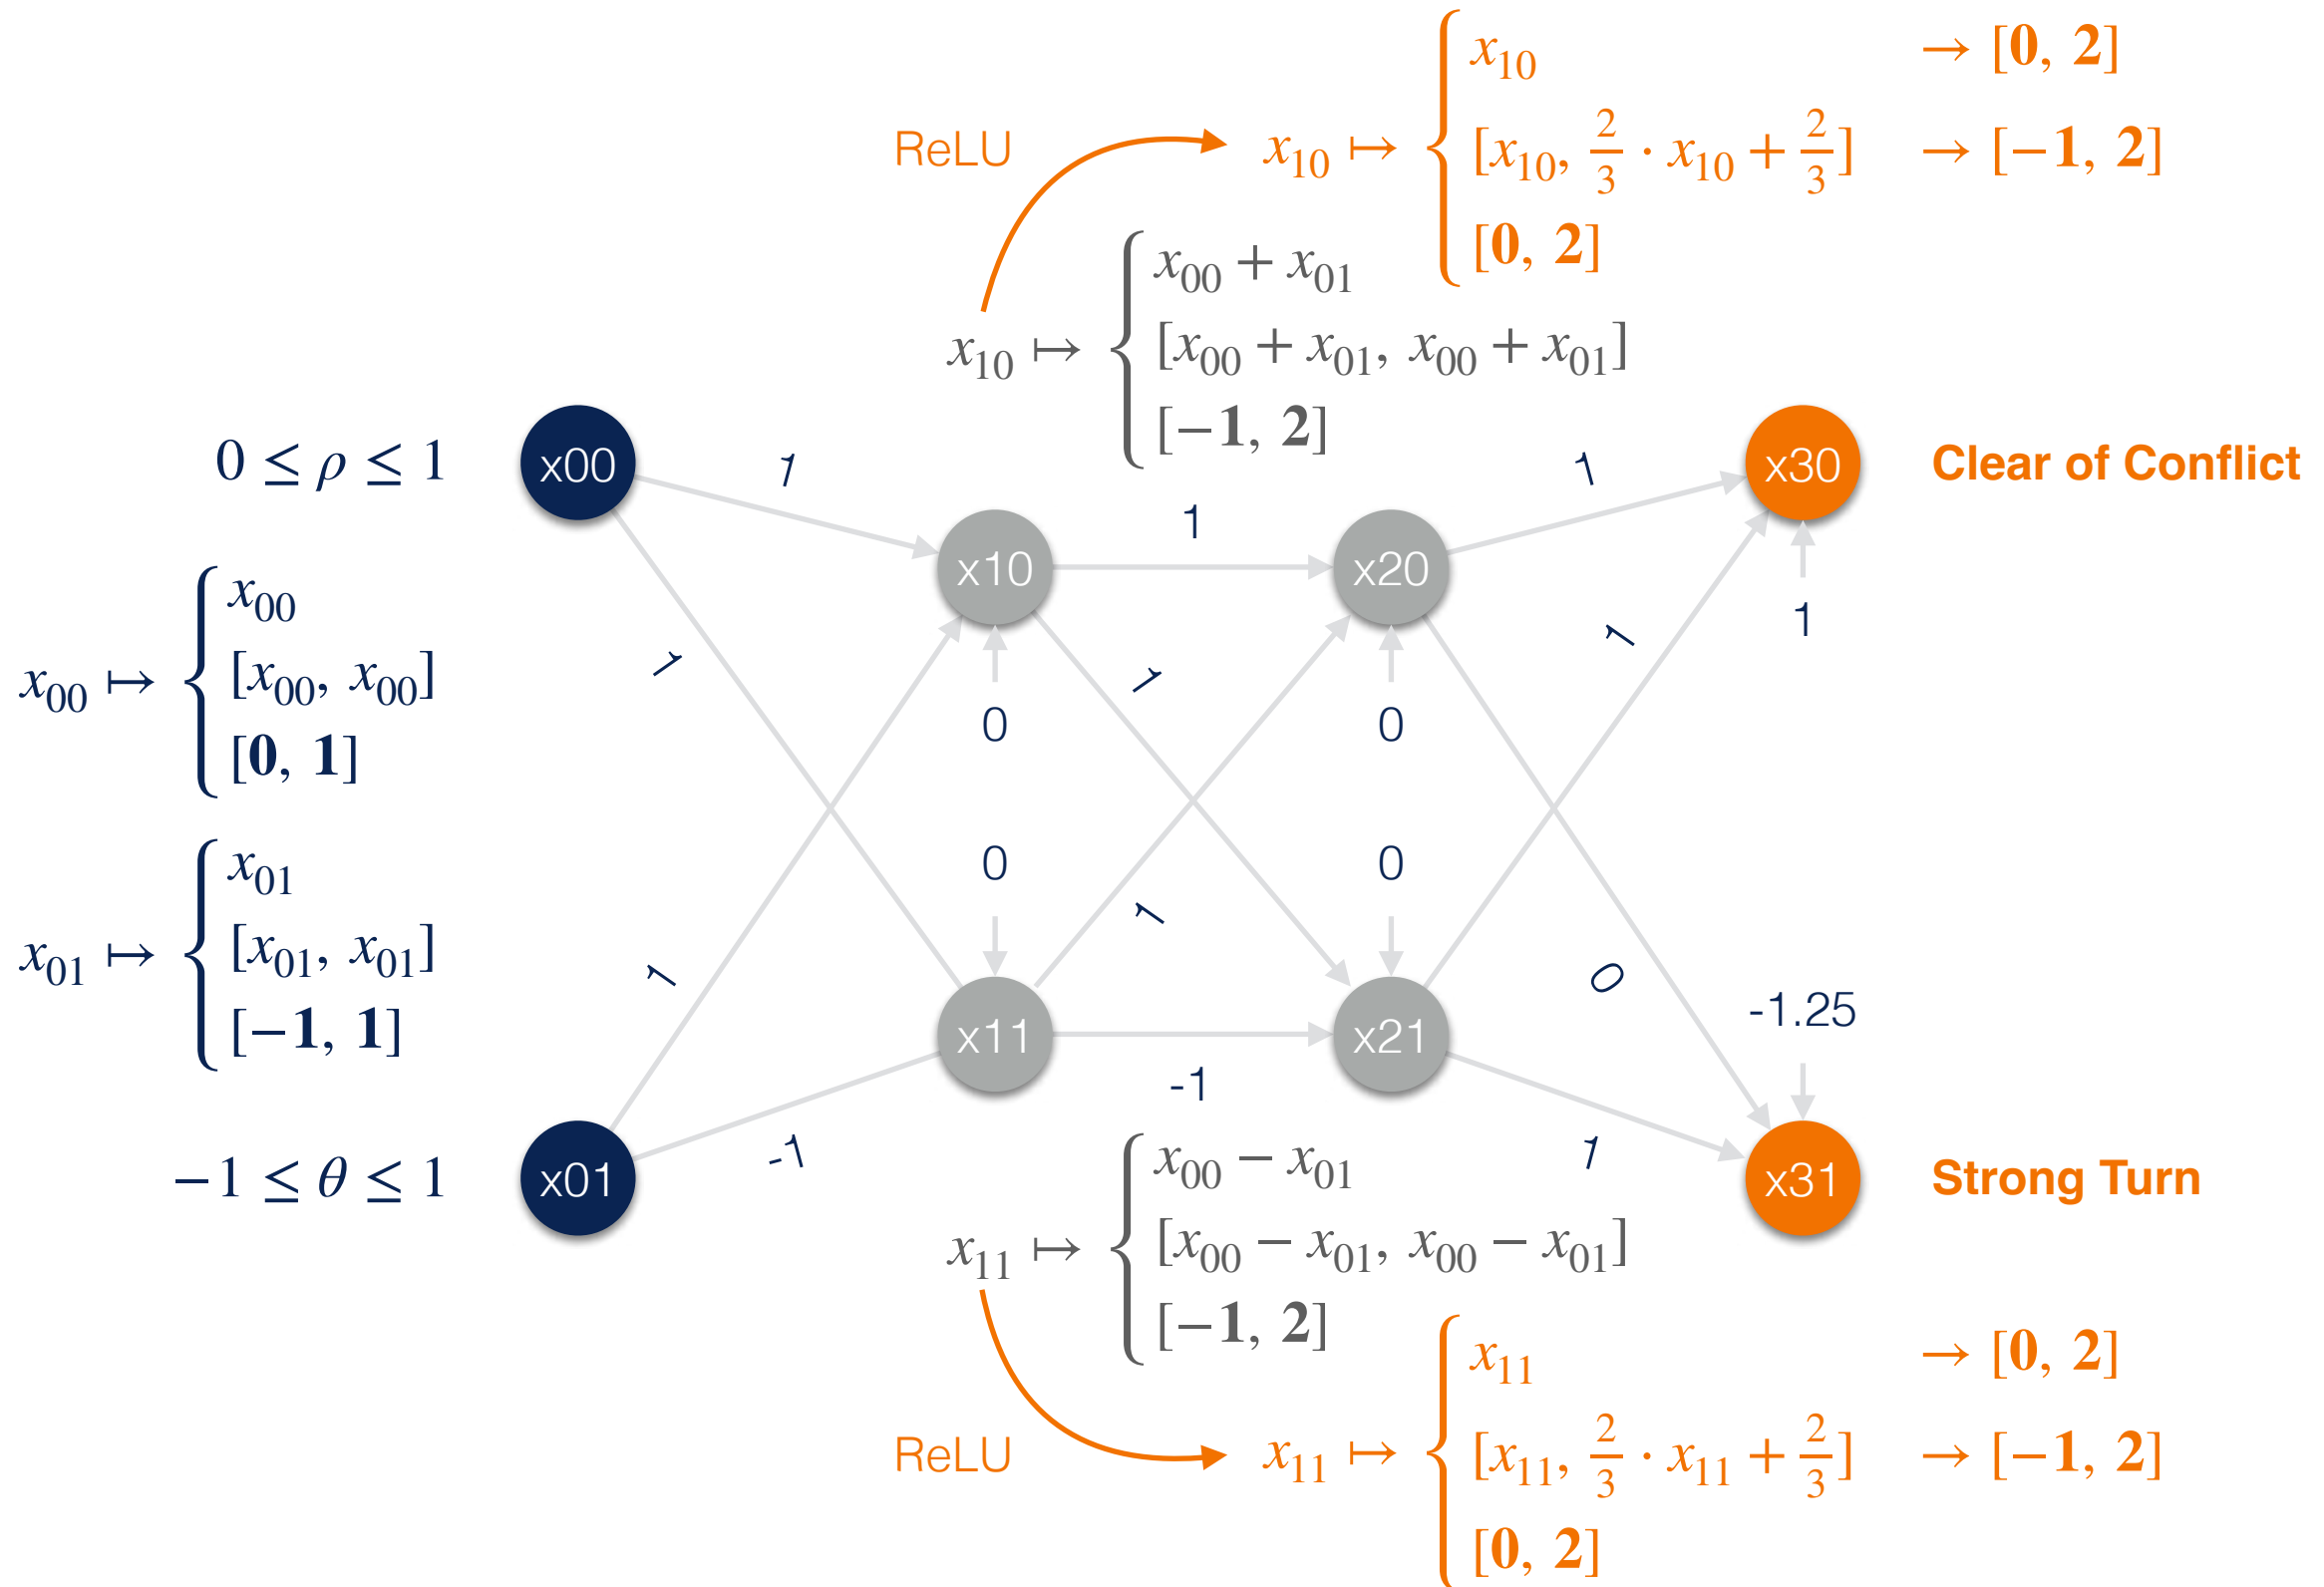 x₁₀ → [0, 2]
ReLU x₁₀ ↦ { [x₁₀, 2/3 · x₁₀ + 2/3] → [−1, 2]
[0, 2]
x₀₀ + x₀₁
x₁₀ ↦ { [x₀₀ + x₀₁, x₀₀ + x₀₁]
[−1, 2]
0 ≤ ρ ≤ 1 x00 1 1 x30 Clear of Conflict
1
x10 x20
x₀₀
x₀₀ ↦ { [x₀₀, x₀₀]
[0, 1]
1 1 1 1
0 0
x₀₁
x₀₁ ↦ { [x₀₁, x₀₁]
[−1, 1]
0 0
1 1 0 -1.25
x11 x21
-1
−1 ≤ θ ≤ 1 x01 -1 1 x31 Strong Turn
x₀₀ − x₀₁
x₁₁ ↦ { [x₀₀ − x₀₁, x₀₀ − x₀₁]
[−1, 2]
x₁₁ → [0, 2]
ReLU x₁₁ ↦ { [x₁₁, 2/3 · x₁₁ + 2/3] → [−1, 2]
[0, 2]